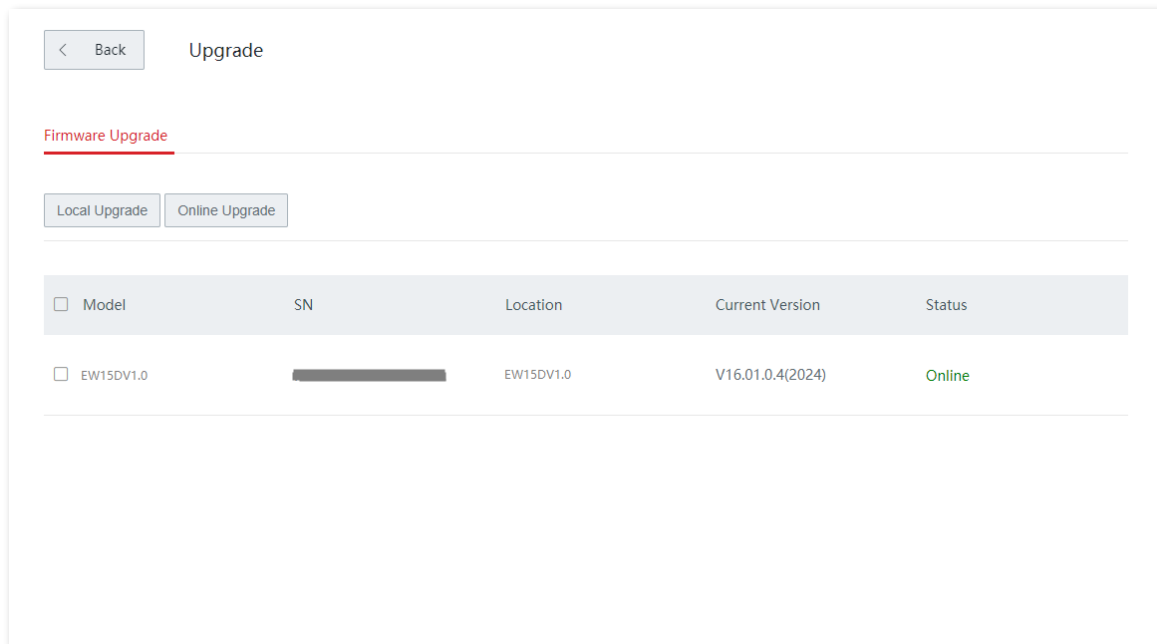 Back Upgrade
Firmware Upgrade
Local Upgrade Online Upgrade
Model SN Location Current Version Status
EW15DV1.0 EW15DV1.0 V16.01.0.4(2024) Online